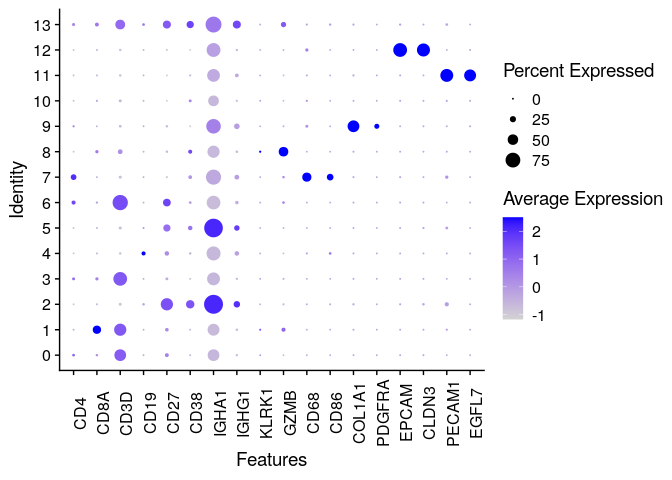 13
12
11
10
9
8
7
6
5
4
3
2
1
0
Identity
CD4
CD8A
CD3D
CD19
CD27
CD38
IGHA1
IGHG1
KLRK1
GZMB
CD68
CD86
COL1A1
PDGFRA
EPCAM
CLDN3
PECAM1
EGFL7
Features
Percent Expressed
0
25
50
75
Average Expression
2
1
0
-1